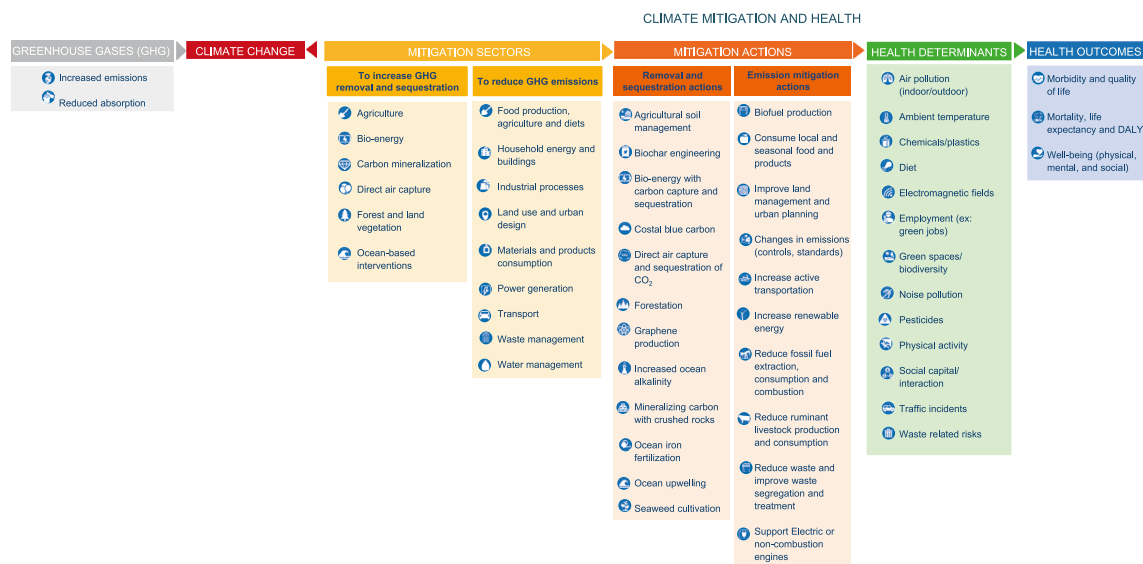 CLIMATE MITIGATION AND HEALTH
GREENHOUSE GASES (GHG)
Increased emissions
Reduced absorption
CLIMATE CHANGE
MITIGATION SECTORS
To increase GHG
removal and sequestration
Agriculture
Bio-energy
Carbon mineralization
Direct air capture
Forest and land
vegetation
Ocean-based
interventions
To reduce GHG emissions
Food production,
agriculture and diets
Household energy and
buildings
Industrial processes
Land use and urban
design
Materials and products
consumption
Power generation
Transport
Waste management
Water management
MITIGATION ACTIONS
Removal and
sequestration actions
Agricultural soil
management
Biochar engineering
Bio-energy with
carbon capture and
sequestration
Costal blue carbon
Direct air capture
and sequestration of
CO₂
Forestation
Graphene
production
Increased ocean
alkalinity
Mineralizing carbon
with crushed rocks
Ocean iron
fertilization
Ocean upwelling
Seaweed cultivation
Emission mitigation
actions
Biofuel production
Consume local and
seasonal food and
products
Improve land
management and
urban planning
Changes in emissions
(controls, standards)
Increase active
transportation
Increase renewable
energy
Reduce fossil fuel
extraction,
consumption and
combustion
Reduce ruminant
livestock production
and consumption
Reduce waste and
improve waste
segregation and
treatment
Support Electric or
non-combustion
engines
HEALTH DETERMINANTS
Air pollution
(indoor/outdoor)
Ambient temperature
Chemicals/plastics
Diet
Electromagnetic fields
Employment (ex:
green jobs)
Green spaces/
biodiversity
Noise pollution
Pesticides
Physical activity
Social capital/
interaction
Traffic incidents
Waste related risks
HEALTH OUTCOMES
Morbidity and quality
of life
Mortality, life
expectancy and DALY
Well-being (physical,
mental, and social)